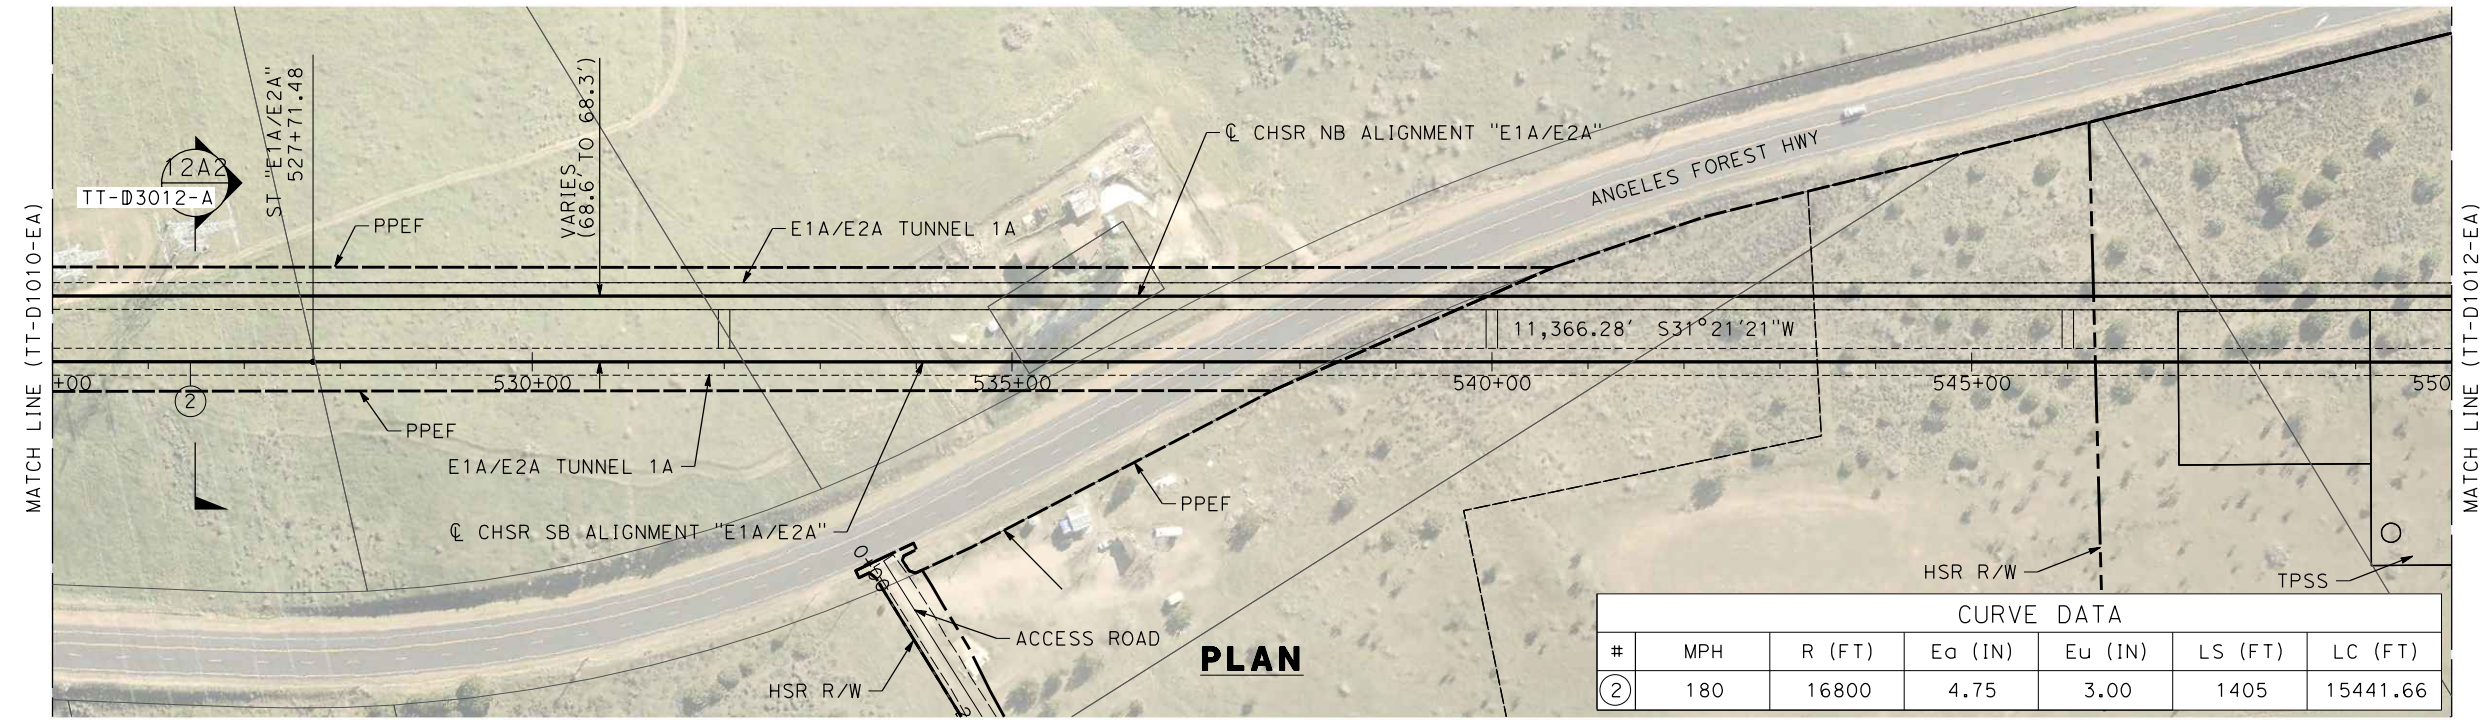 MATCH LINE (TT-D1010-EA)
12A2
TT-D3012-A
ST "E1A/E2A"
527+71.48
VARIES
(68.6' TO 68.3')
PPEF
E1A/E2A TUNNEL 1A
℄ CHSR NB ALIGNMENT "E1A/E2A"
ANGELES FOREST HWY
11,366.28' S31°21'21"W
+00
530+00
535+00
540+00
545+00
550
2
PPEF
E1A/E2A TUNNEL 1A
℄ CHSR SB ALIGNMENT "E1A/E2A"
PPEF
HSR R/W
TPSS
ACCESS ROAD
HSR R/W
PLAN
CURVE DATA
# MPH R (FT) Ea (IN) Eu (IN) LS (FT) LC (FT)
2 180 16800 4.75 3.00 1405 15441.66
MATCH LINE (TT-D1012-EA)